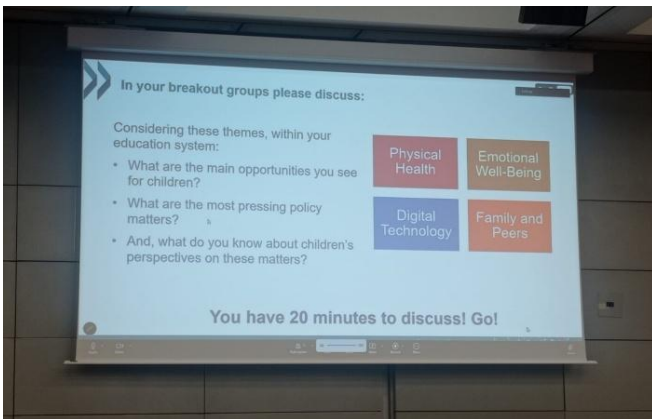 In your breakout groups please discuss:
Considering these themes, within your
education system:
• What are the main opportunities you see
for children?
• What are the most pressing policy
matters?
• And, what do you know about children's
perspectives on these matters?
Physical
Health
Emotional
Well-Being
Digital
Technology
Family and
Peers
You have 20 minutes to discuss! Go!